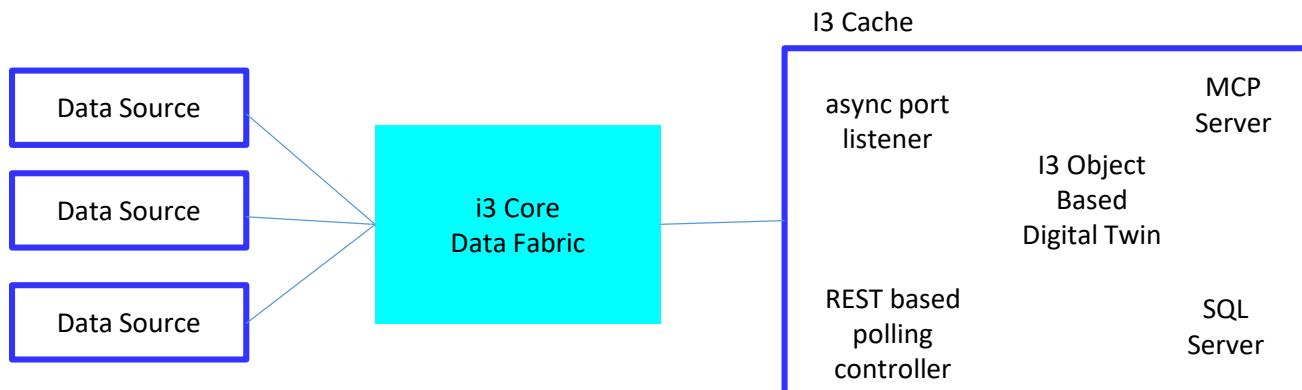 I3 Cache
Data Source
Data Source
Data Source
i3 Core
Data Fabric
async port
listener
REST based
polling
controller
I3 Object
Based
Digital Twin
MCP
Server
SQL
Server